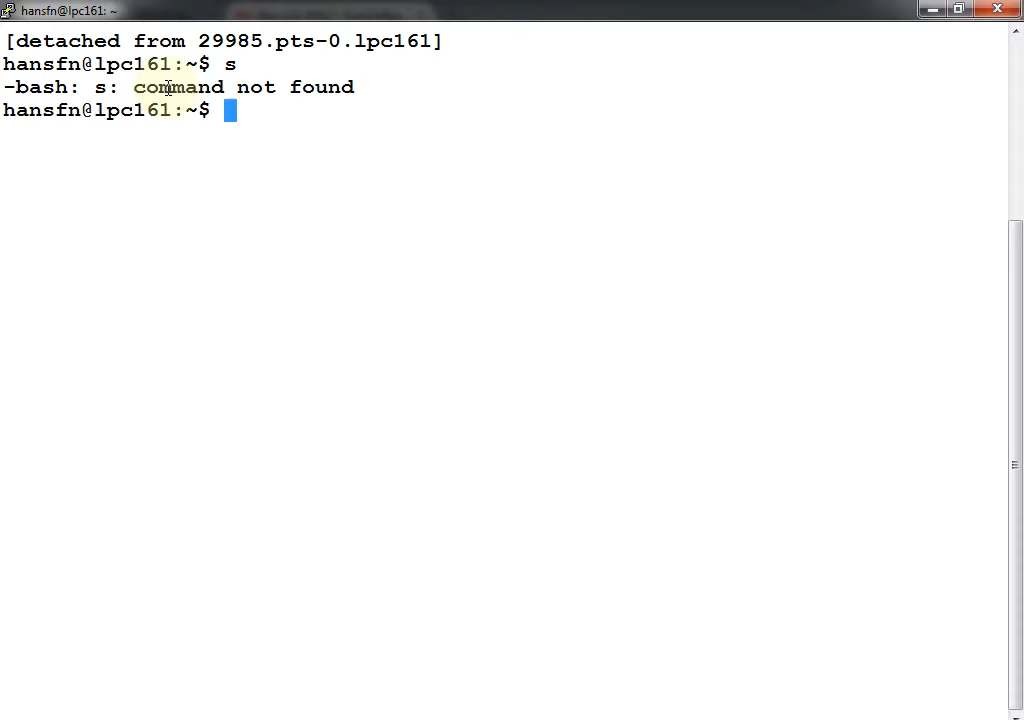 hansfn@lpc161: ~
[detached from 29985.pts-0.lpc161]
hansfn@lpc161:~$ s
-bash: s: command not found
hansfn@lpc161:~$